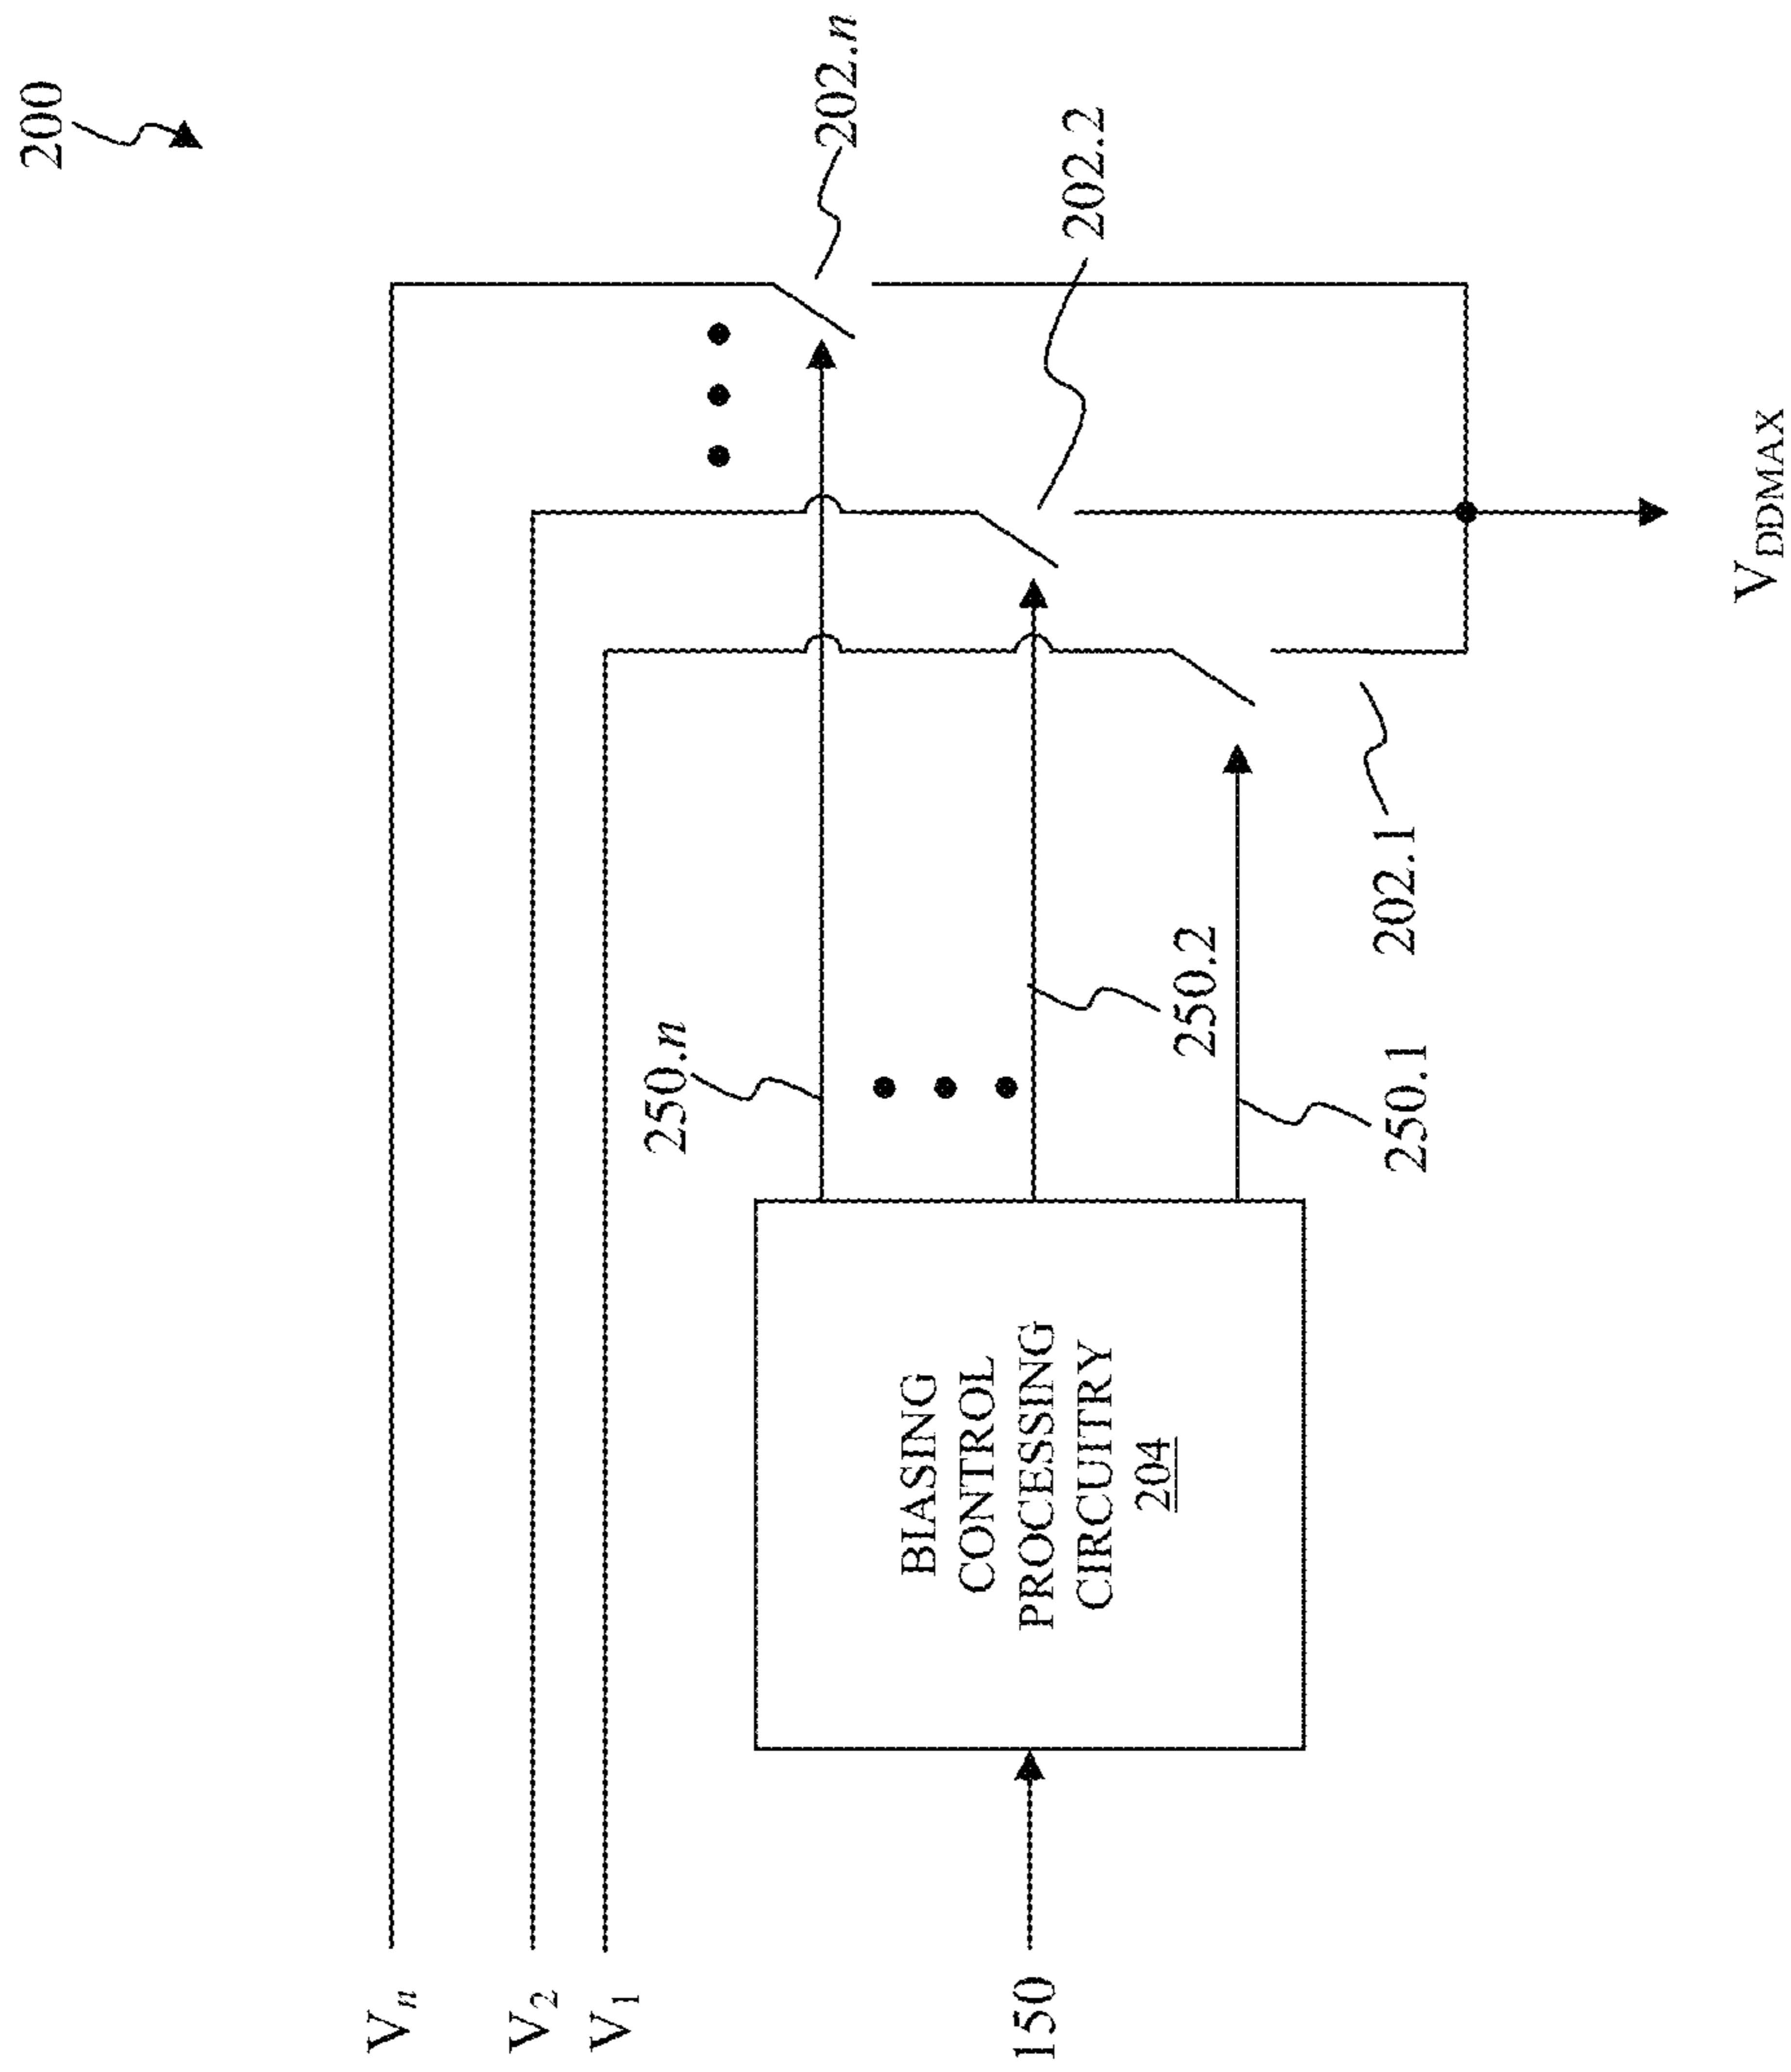 200
V_n
V_2
V_1
202.n
202.2
250.n
250.2
BIASING
CONTROL
PROCESSING
CIRCUITRY
204
150
250.1
202.1
V_DDMAX